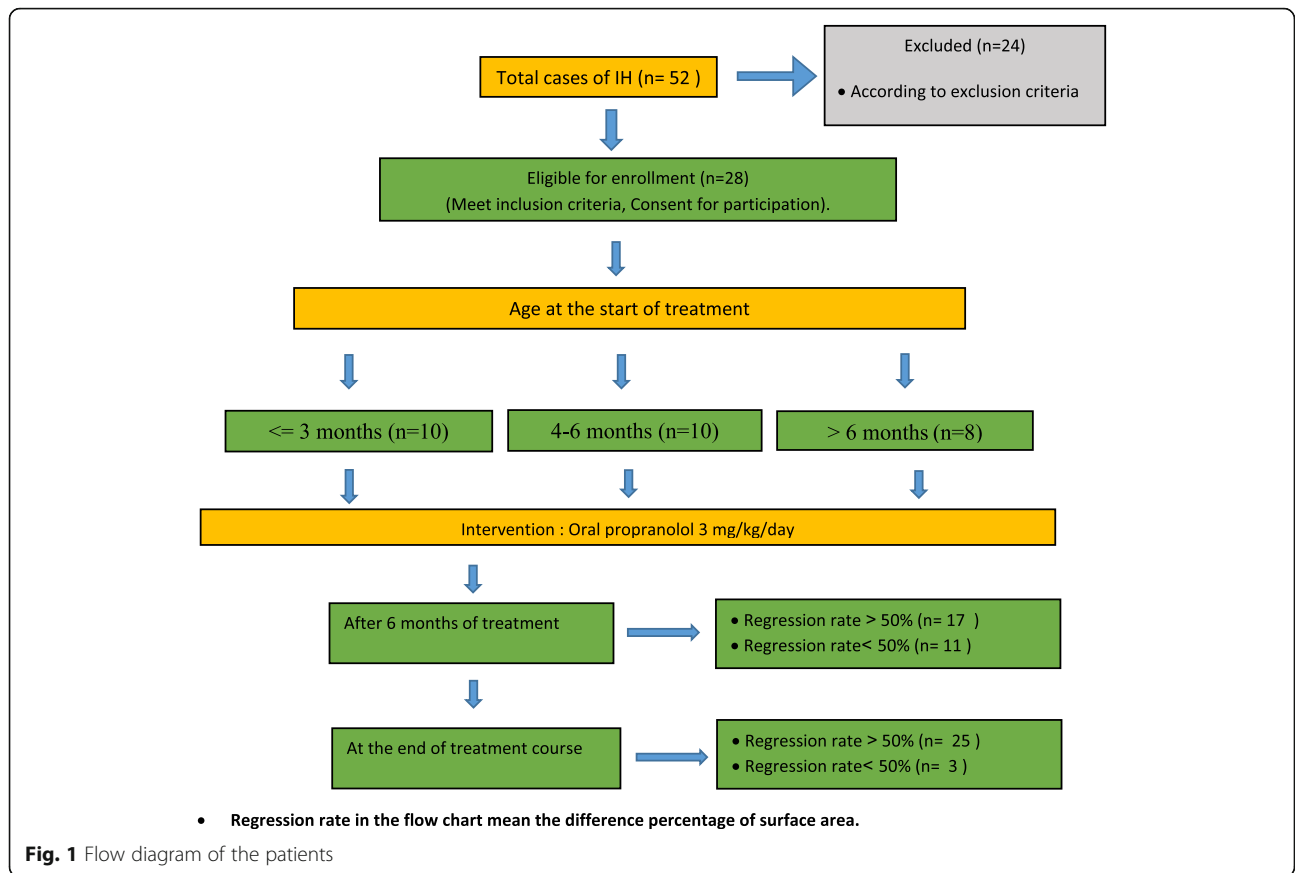 Total cases of IH (n= 52 )
Excluded (n=24)
• According to exclusion criteria
Eligible for enrollment (n=28)
(Meet inclusion criteria, Consent for participation).
Age at the start of treatment
<= 3 months (n=10)
4-6 months (n=10)
> 6 months (n=8)
Intervention : Oral propranolol 3 mg/kg/day
After 6 months of treatment
• Regression rate > 50% (n= 17 )
• Regression rate< 50% (n= 11 )
At the end of treatment course
• Regression rate > 50% (n= 25 )
• Regression rate< 50% (n= 3 )
• Regression rate in the flow chart mean the difference percentage of surface area.
Fig. 1 Flow diagram of the patients